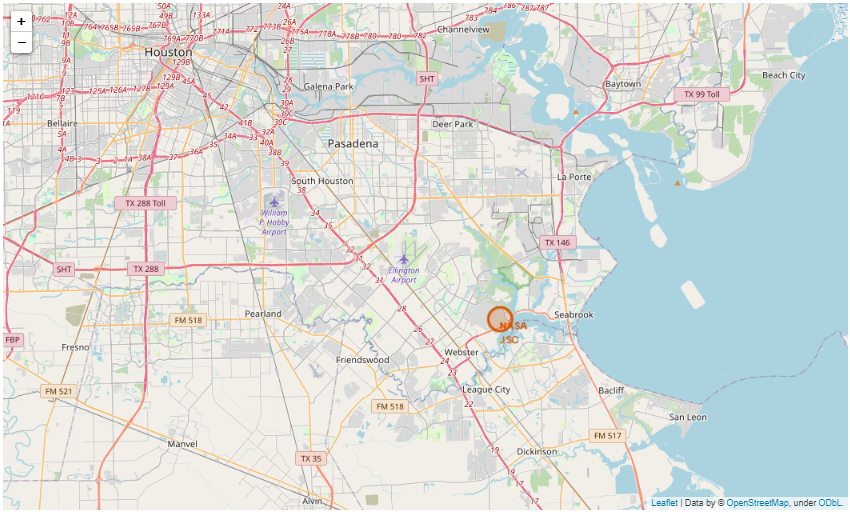 +
−
Houston
Channelview
Galena Park
SHT
Baytown
Beach City
TX 99 Toll
Bellaire
Deer Park
Pasadena
La Porte
South Houston
TX 288 Toll
William
P. Hobby
Airport
TX 146
SHT
TX 288
Ellington
Airport
Pearland
FM 518
Seabrook
NASA
JSC
FBP
Fresno
Webster
Friendswood
League City
FM 521
Bacliff
FM 518
San Leon
FM 517
Manvel
Dickinson
TX 35
Alvin
Leaflet | Data by © OpenStreetMap, under ODbL.